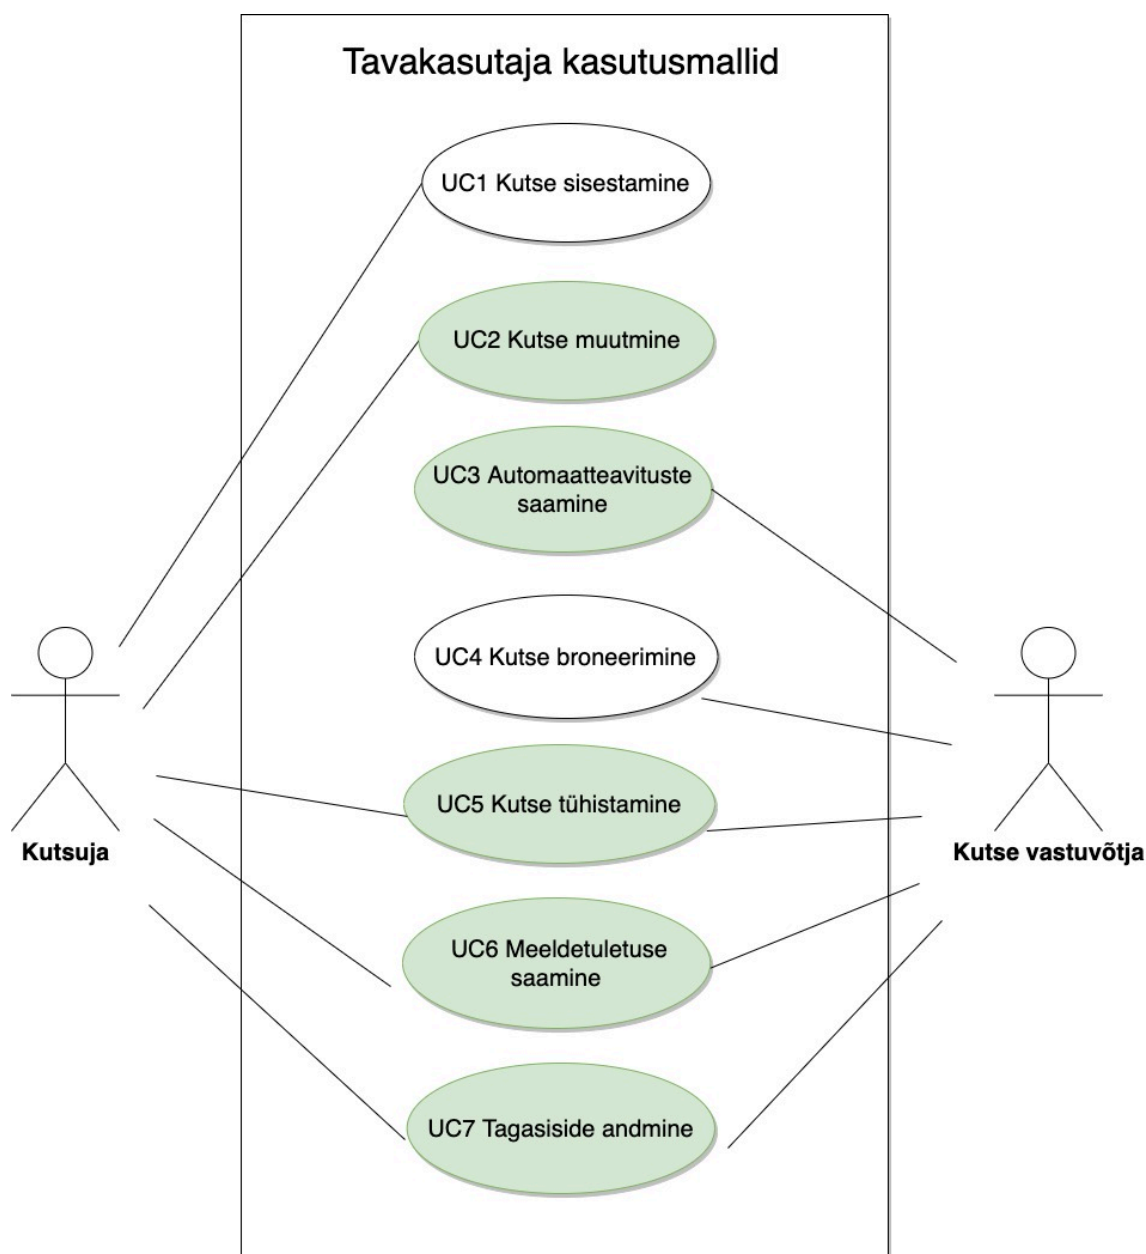 Tavakasutaja kasutusmallid
UC1 Kutse sisestamine
UC2 Kutse muutmine
UC3 Automaatteavituste
saamine
UC4 Kutse broneerimine
UC5 Kutse tühistamine
Kutsuja
Kutse vastuvõtja
UC6 Meeldetuletuse
saamine
UC7 Tagasiside andmine